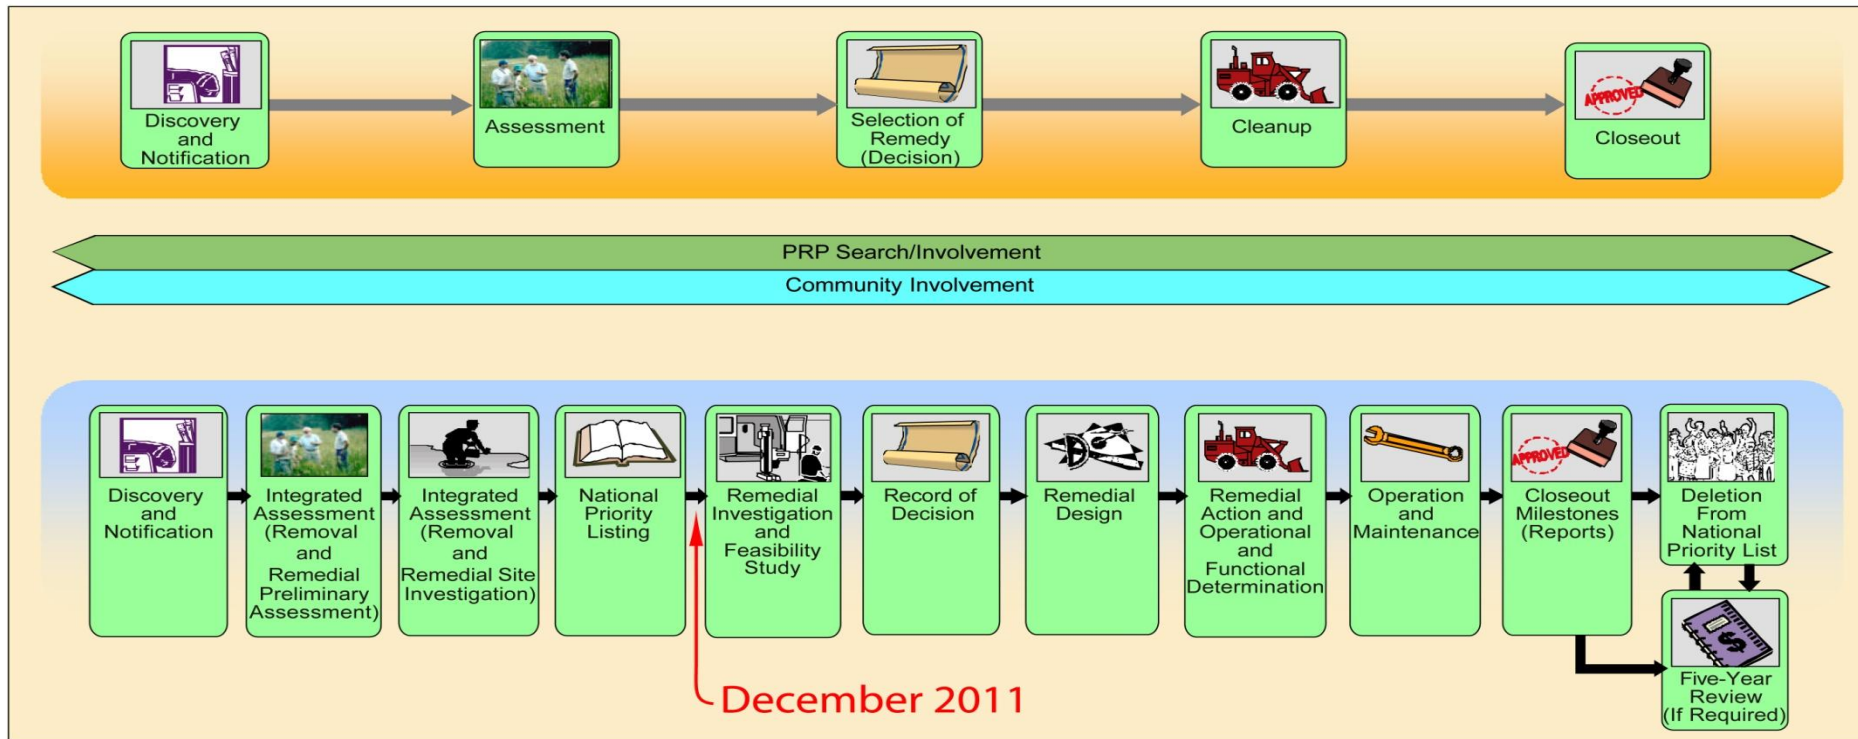 Discovery
and
Notification
Assessment
Selection of
Remedy
(Decision)
Cleanup
APPROVED
Closeout
PRP Search/Involvement
Community Involvement
Discovery
and
Notification
Integrated
Assessment
(Removal
and
Remedial
Preliminary
Assessment)
Integrated
Assessment
(Removal
and
Remedial Site
Investigation)
National
Priority
Listing
Remedial
Investigation
and
Feasibility
Study
Record of
Decision
Remedial
Design
Remedial
Action and
Operational
and
Functional
Determination
Operation
and
Maintenance
APPROVED
Closeout
Milestones
(Reports)
Deletion
From
National
Priority List
$
Five-Year
Review
(If Required)
December 2011